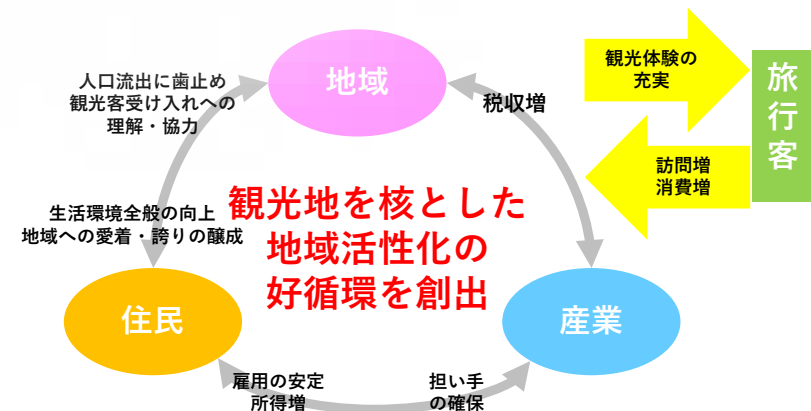 地域
人口流出に歯止め
観光客受け入れへの
理解・協力
税収増
観光体験の
充実
旅行客
訪問増
消費増
生活環境全般の向上
地域への愛着・誇りの醸成
観光地を核とした
地域活性化の
好循環を創出
住民
産業
雇用の安定
所得増
担い手
の確保